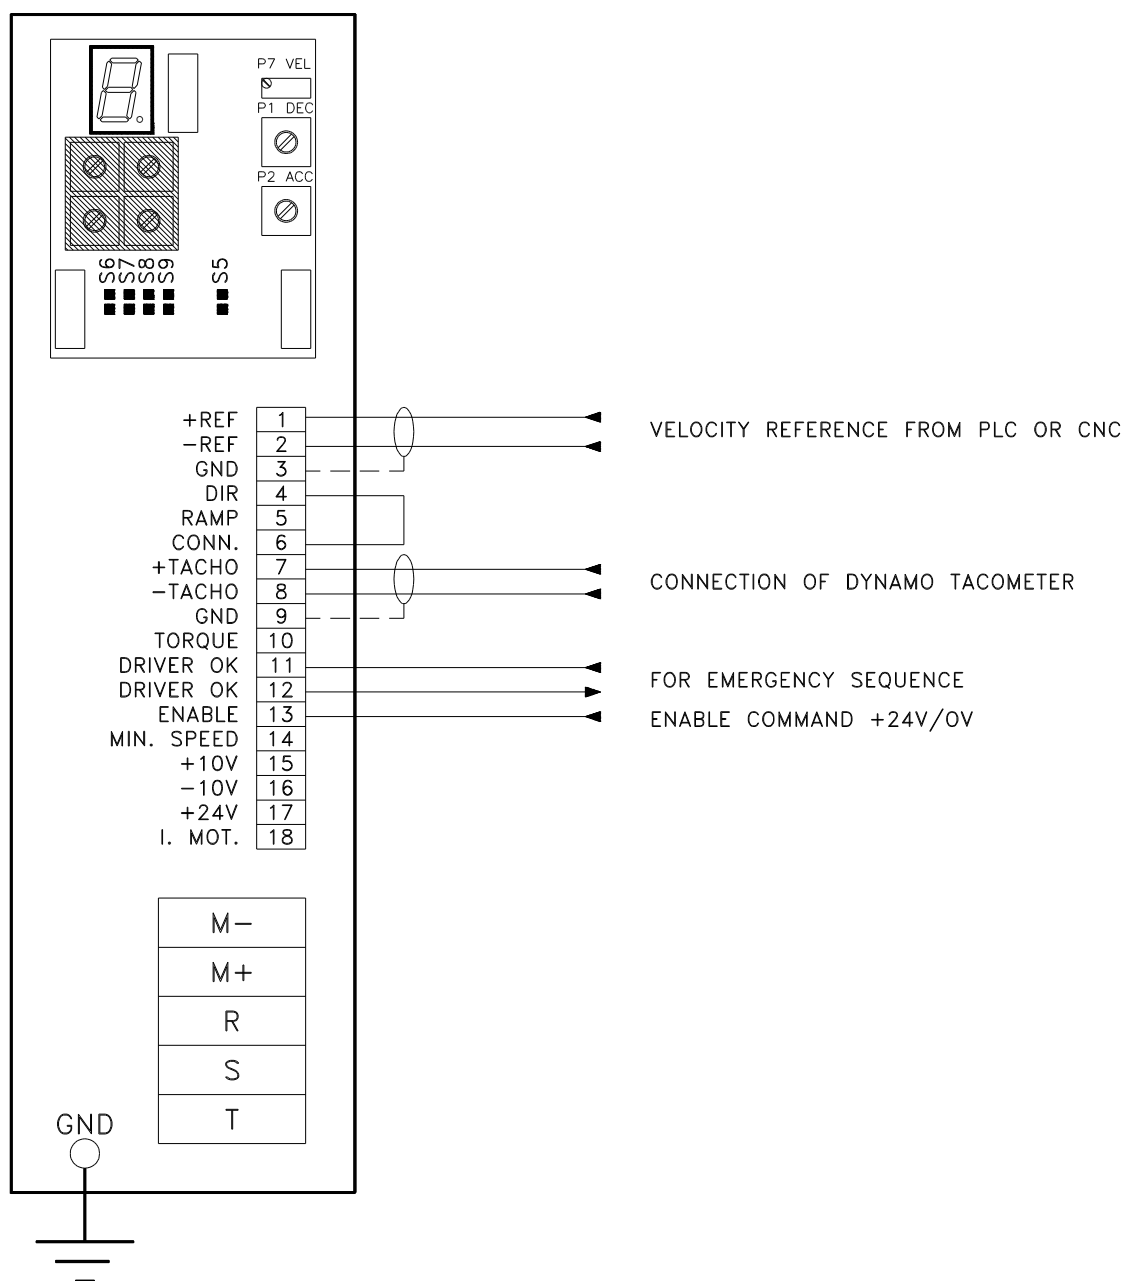 P7 VEL
P1 DEC
P2 ACC
S6
S7
S8
S9
S5
+REF 1
-REF 2
VELOCITY REFERENCE FROM PLC OR CNC
GND 3
DIR 4
RAMP 5
CONN. 6
+TACHO 7
-TACHO 8
CONNECTION OF DYNAMO TACOMETER
GND 9
TORQUE 10
DRIVER OK 11
DRIVER OK 12
FOR EMERGENCY SEQUENCE
ENABLE 13
ENABLE COMMAND +24V/0V
MIN. SPEED 14
+10V 15
-10V 16
+24V 17
I. MOT. 18
M-
M+
R
S
T
GND